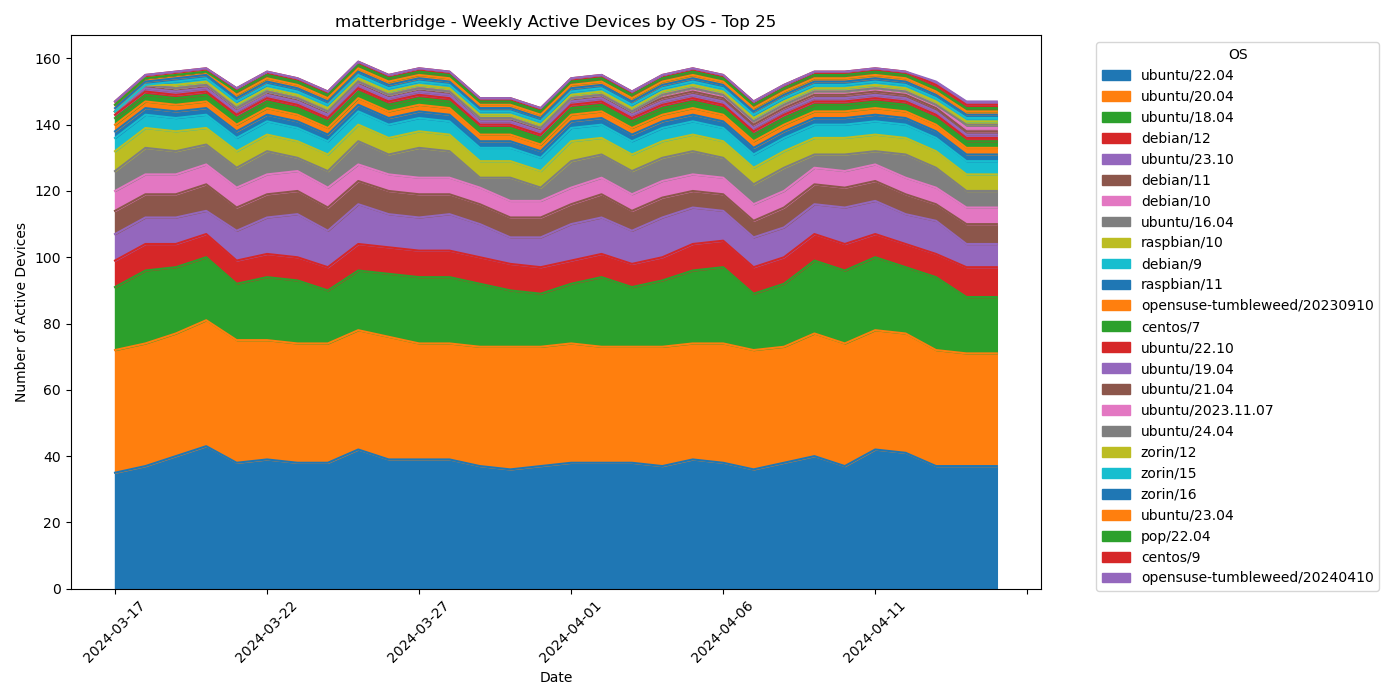 matterbridge - Weekly Active Devices by OS - Top 25
Number of Active Devices
160
140
120
100
80
60
40
20
0
2024-03-17
2024-03-22
2024-03-27
2024-04-01
2024-04-06
2024-04-11
Date
OS
ubuntu/22.04
ubuntu/20.04
ubuntu/18.04
debian/12
ubuntu/23.10
debian/11
debian/10
ubuntu/16.04
raspbian/10
debian/9
raspbian/11
opensuse-tumbleweed/20230910
centos/7
ubuntu/22.10
ubuntu/19.04
ubuntu/21.04
ubuntu/2023.11.07
ubuntu/24.04
zorin/12
zorin/15
zorin/16
ubuntu/23.04
pop/22.04
centos/9
opensuse-tumbleweed/20240410